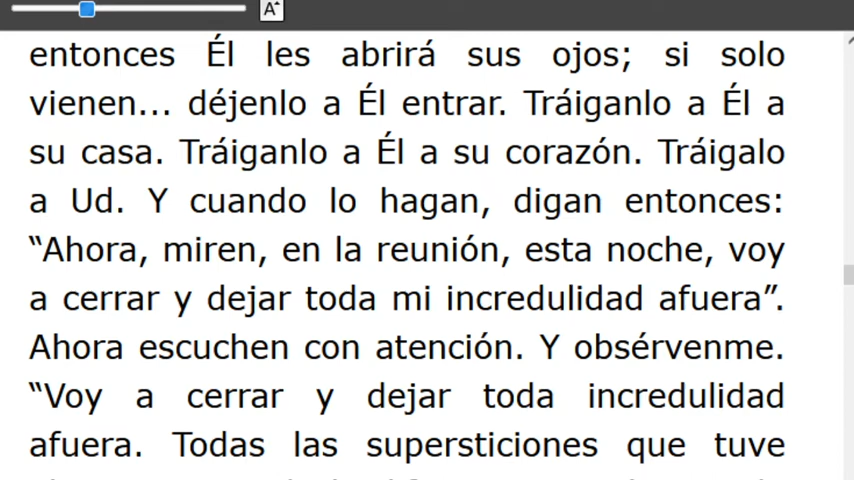 A
entonces Él les abrirá sus ojos; si solo
vienen... déjenlo a Él entrar. Tráiganlo a Él a
su casa. Tráiganlo a Él a su corazón. Tráigalo
a Ud. Y cuando lo hagan, digan entonces:
“Ahora, miren, en la reunión, esta noche, voy
a cerrar y dejar toda mi incredulidad afuera”.
Ahora escuchen con atención. Y obsérvenme.
“Voy a cerrar y dejar toda incredulidad
afuera. Todas las supersticiones que tuve